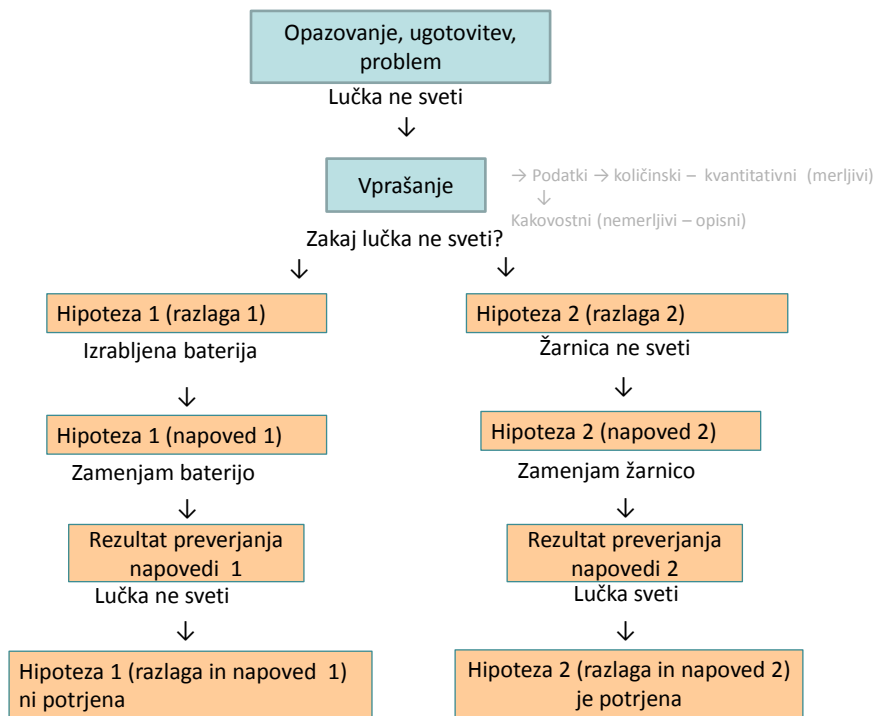 Opazovanje, ugotovitev,
problem
Lučka ne sveti
↓
Vprašanje
→ Podatki → količinski – kvantitativni (merljivi)
↓
Kakovostni (nemerljivi – opisni)
Zakaj lučka ne sveti?
↓ ↓
Hipoteza 1 (razlaga 1)
Izrabljena baterija
↓
Hipoteza 1 (napoved 1)
Zamenjam baterijo
↓
Rezultat preverjanja
napovedi 1
Lučka ne sveti
↓
Hipoteza 1 (razlaga in napoved 1)
ni potrjena
Hipoteza 2 (razlaga 2)
Žarnica ne sveti
↓
Hipoteza 2 (napoved 2)
Zamenjam žarnico
↓
Rezultat preverjanja
napovedi 2
Lučka sveti
↓
Hipoteza 2 (razlaga in napoved 2)
je potrjena